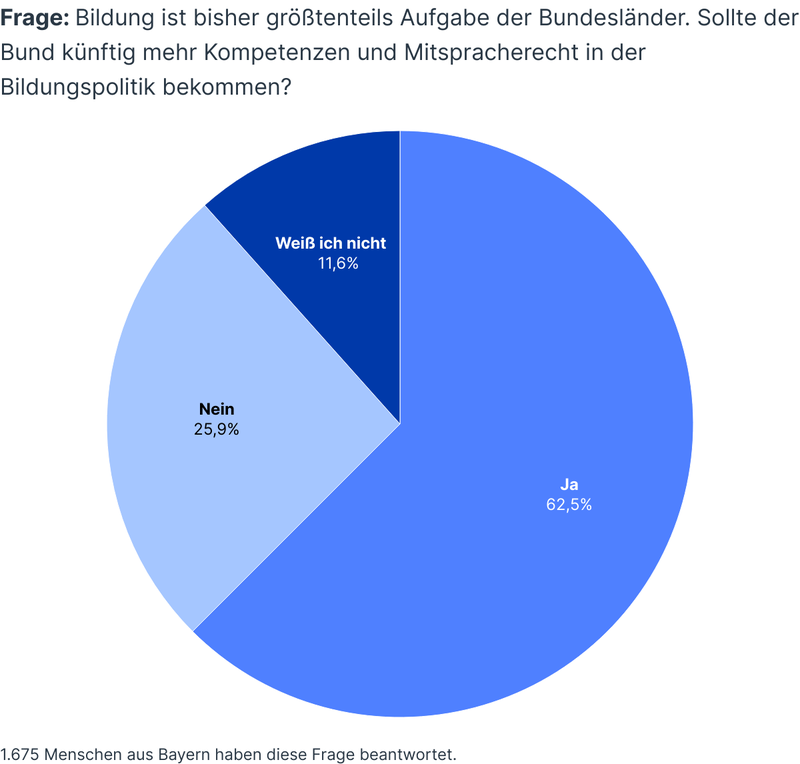 Frage: Bildung ist bisher größtenteils Aufgabe der Bundesländer. Sollte der
Bund künftig mehr Kompetenzen und Mitspracherecht in der
Bildungspolitik bekommen?
Weiß ich nicht
11,6%
Nein
25,9%
Ja
62,5%
1.675 Menschen aus Bayern haben diese Frage beantwortet.